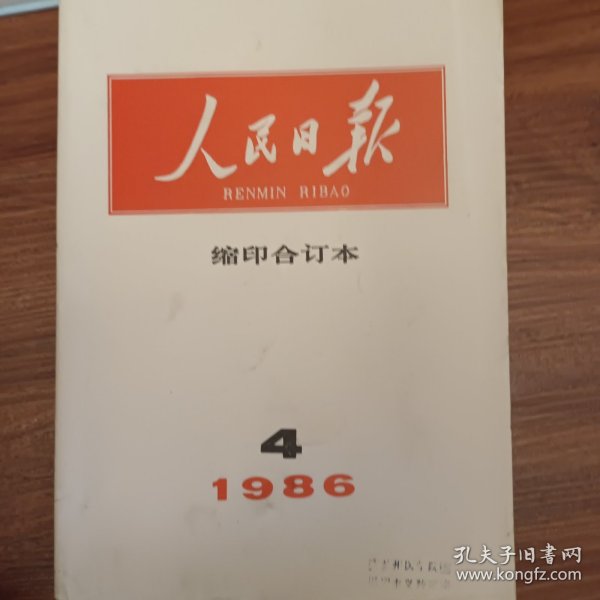 人民日报
RENMIN RIBAO
缩印合订本
4
1986
孔夫子旧书网
www.kongfz.com